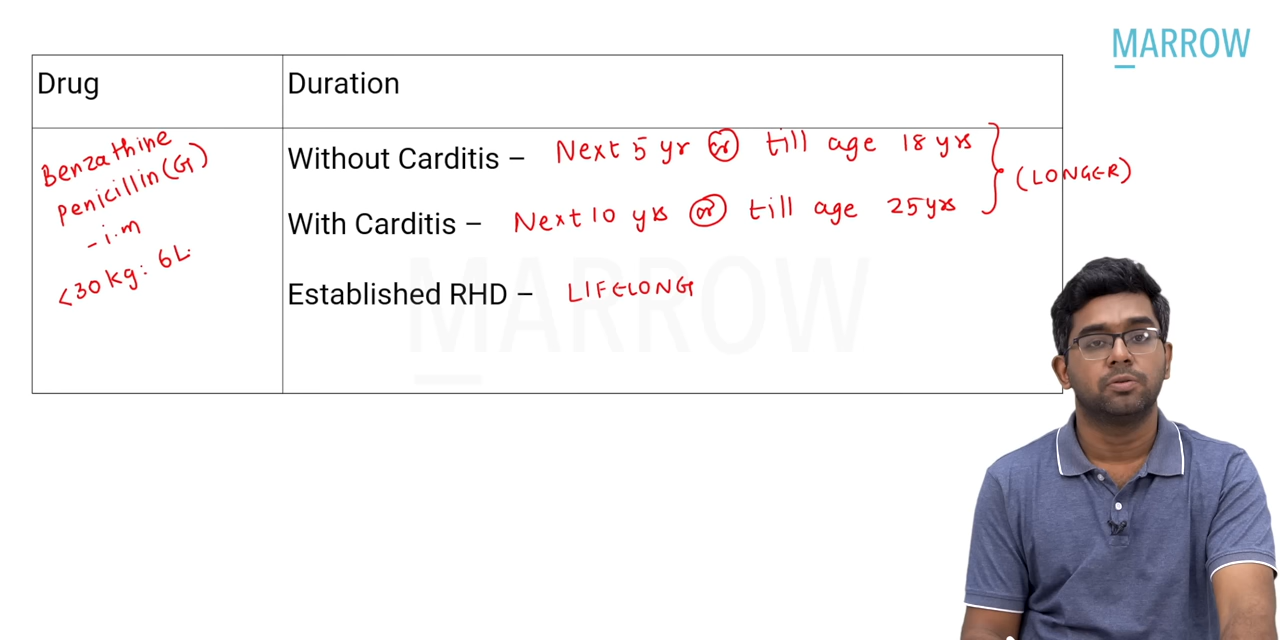 MARROW
Drug
Duration
Benzathine
Penicillin (G)
- i.m
<30 kg: 6L
Without Carditis – Next 5 yr or till age 18 yrs
With Carditis – Next 10 yrs or till age 25 yrs
(LONGER)
Established RHD – LIFELONG
MARROW